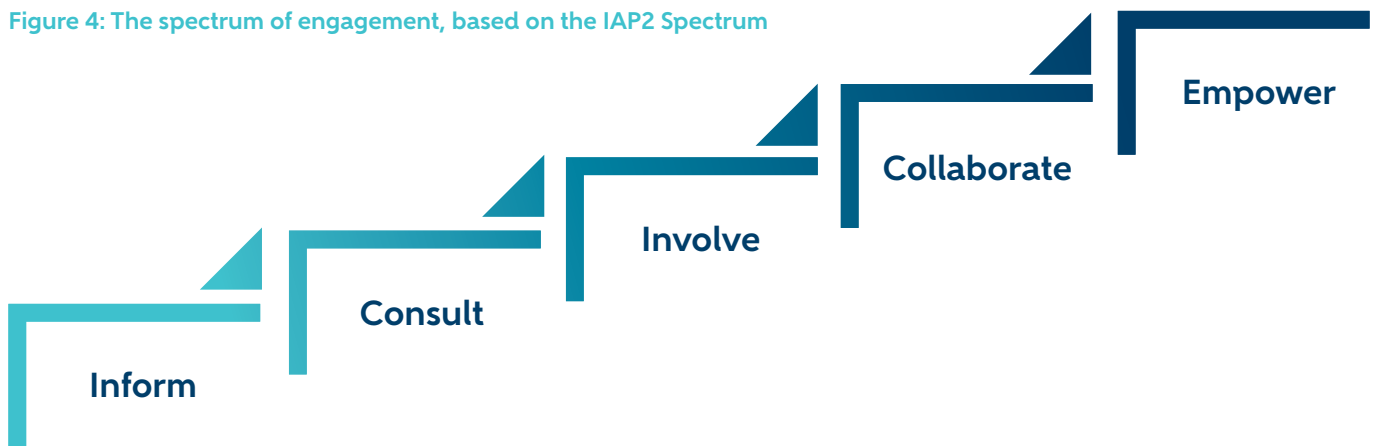 Figure 4: The spectrum of engagement, based on the IAP2 Spectrum
Inform
Consult
Involve
Collaborate
Empower